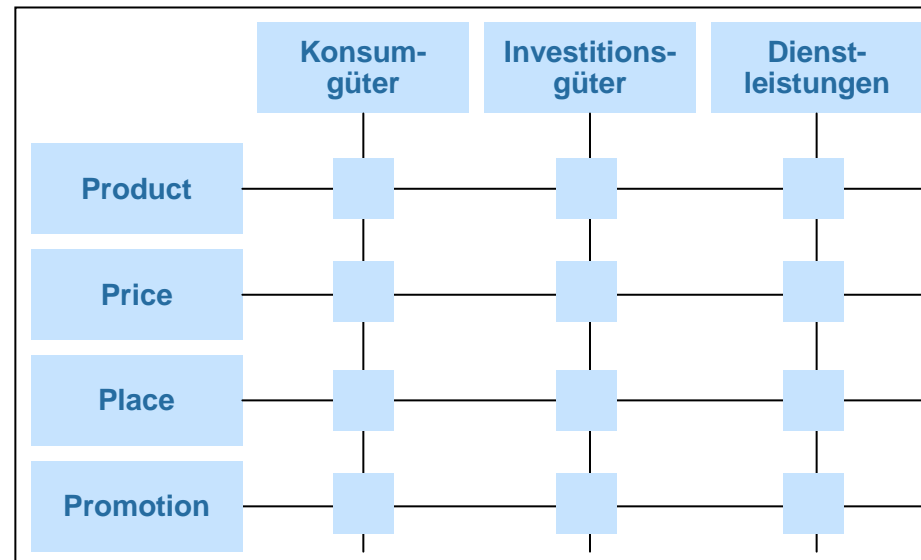 Konsum-
güter
Investitions-
güter
Dienst-
leistungen
Product
Price
Place
Promotion